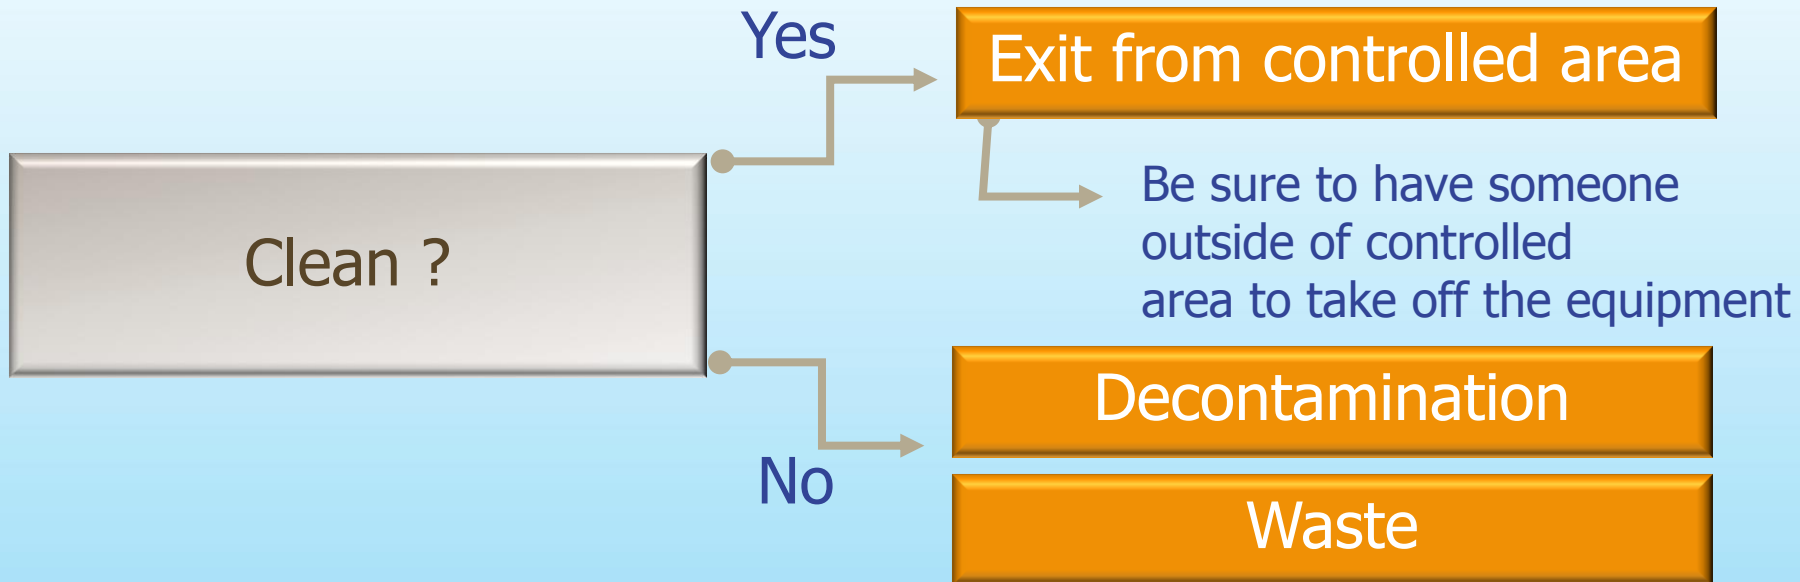 Yes
Exit from controlled area
Be sure to have someone
outside of controlled
area to take off the equipment
Clean ?
Decontamination
No
Waste